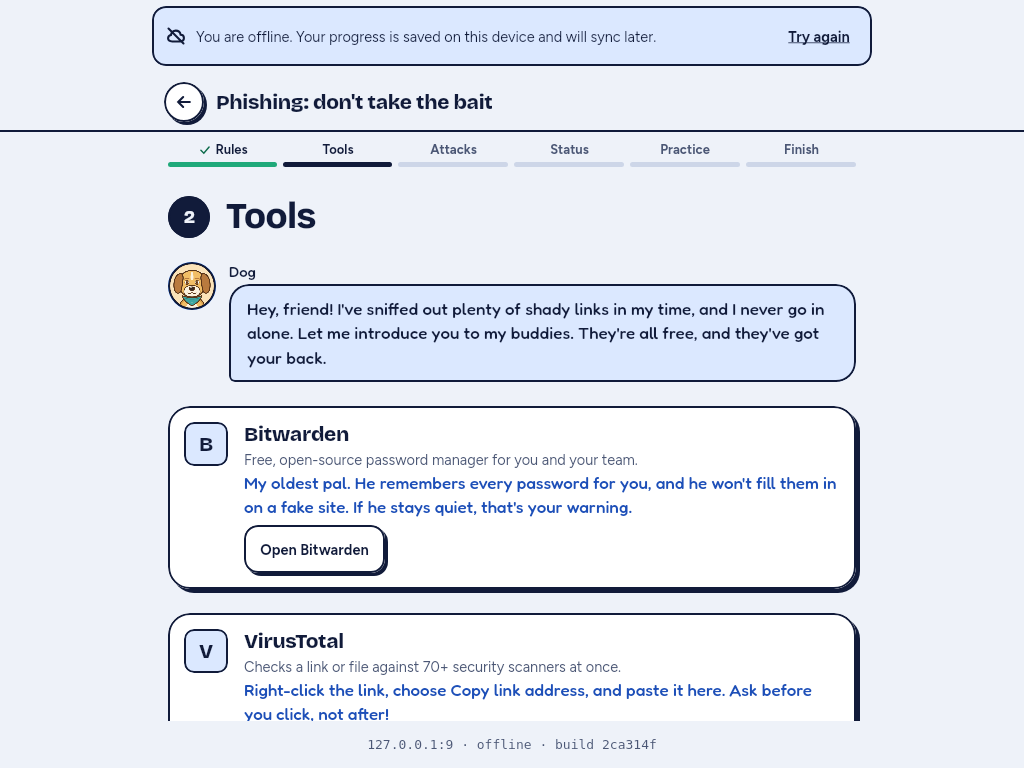 You are offline. Your progress is saved on this device and will sync later.
Try again
Phishing: don't take the bait
Rules
Tools
Attacks
Status
Practice
Finish
2
Tools
Dog
Hey, friend! I've sniffed out plenty of shady links in my time, and I never go in
alone. Let me introduce you to my buddies. They're all free, and they've got
your back.
B
Bitwarden
Free, open-source password manager for you and your team.
My oldest pal. He remembers every password for you, and he won't fill them in
on a fake site. If he stays quiet, that's your warning.
Open Bitwarden
V
VirusTotal
Checks a link or file against 70+ security scanners at once.
Right-click the link, choose Copy link address, and paste it here. Ask before
you click, not after!
127.0.0.1:9 · offline · build 2ca314f